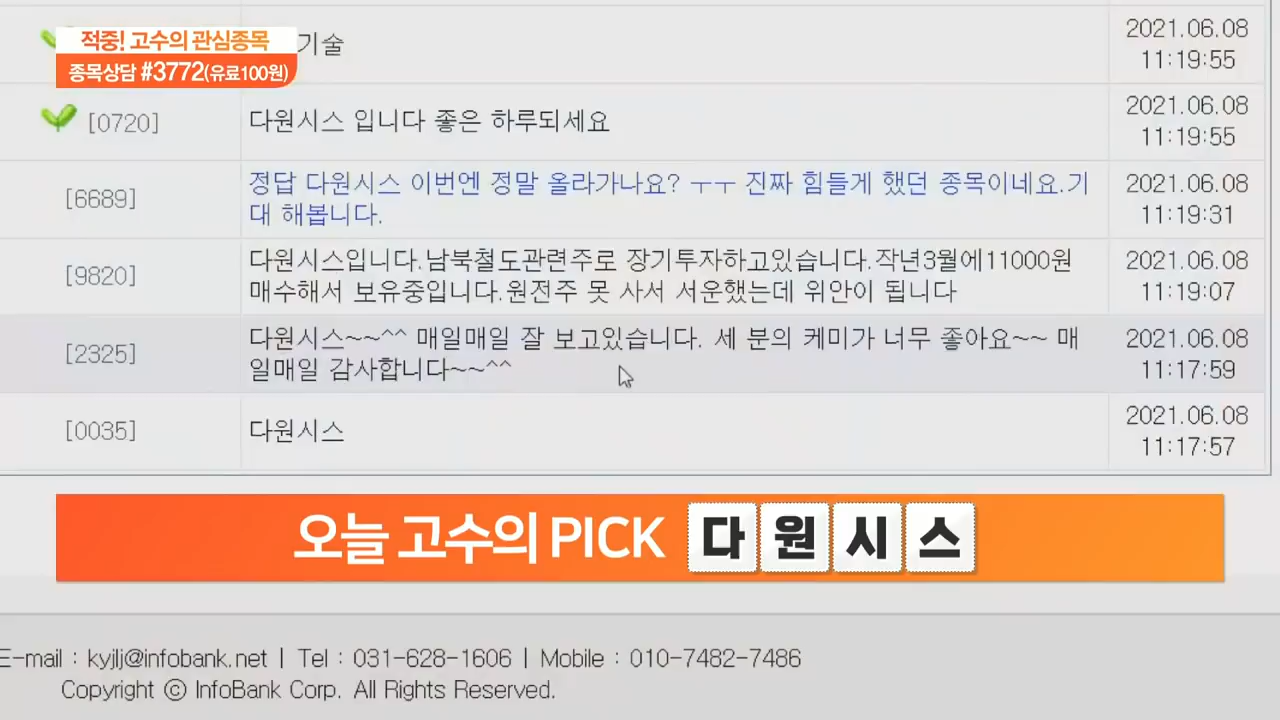 적중! 고수의 관심종목
종목상담 #3772(유료100원)
기술
2021.06.08
11:19:55
[0720]
다원시스 입니다 좋은 하루되세요
2021.06.08
11:19:55
[6689]
정답 다원시스 이번엔 정말 올라가나요? ㅜㅜ 진짜 힘들게 했던 종목이네요.기
대 해봅니다.
2021.06.08
11:19:31
[9820]
다원시스입니다.남북철도관련주로 장기투자하고있습니다.작년3월에11000원
매수해서 보유중입니다.원전주 못 사서 서운했는데 위안이 됩니다
2021.06.08
11:19:07
[2325]
다원시스~~^^ 매일매일 잘 보고있습니다. 세 분의 케미가 너무 좋아요~~ 매
일매일 감사합니다~~^^
2021.06.08
11:17:59
[0035]
다원시스
2021.06.08
11:17:57
오늘 고수의 PICK 다원시스
E-mail : kyjlj@infobank.net | Tel : 031-628-1606 | Mobile : 010-7482-7486
Copyright ⓒ InfoBank Corp. All Rights Reserved.